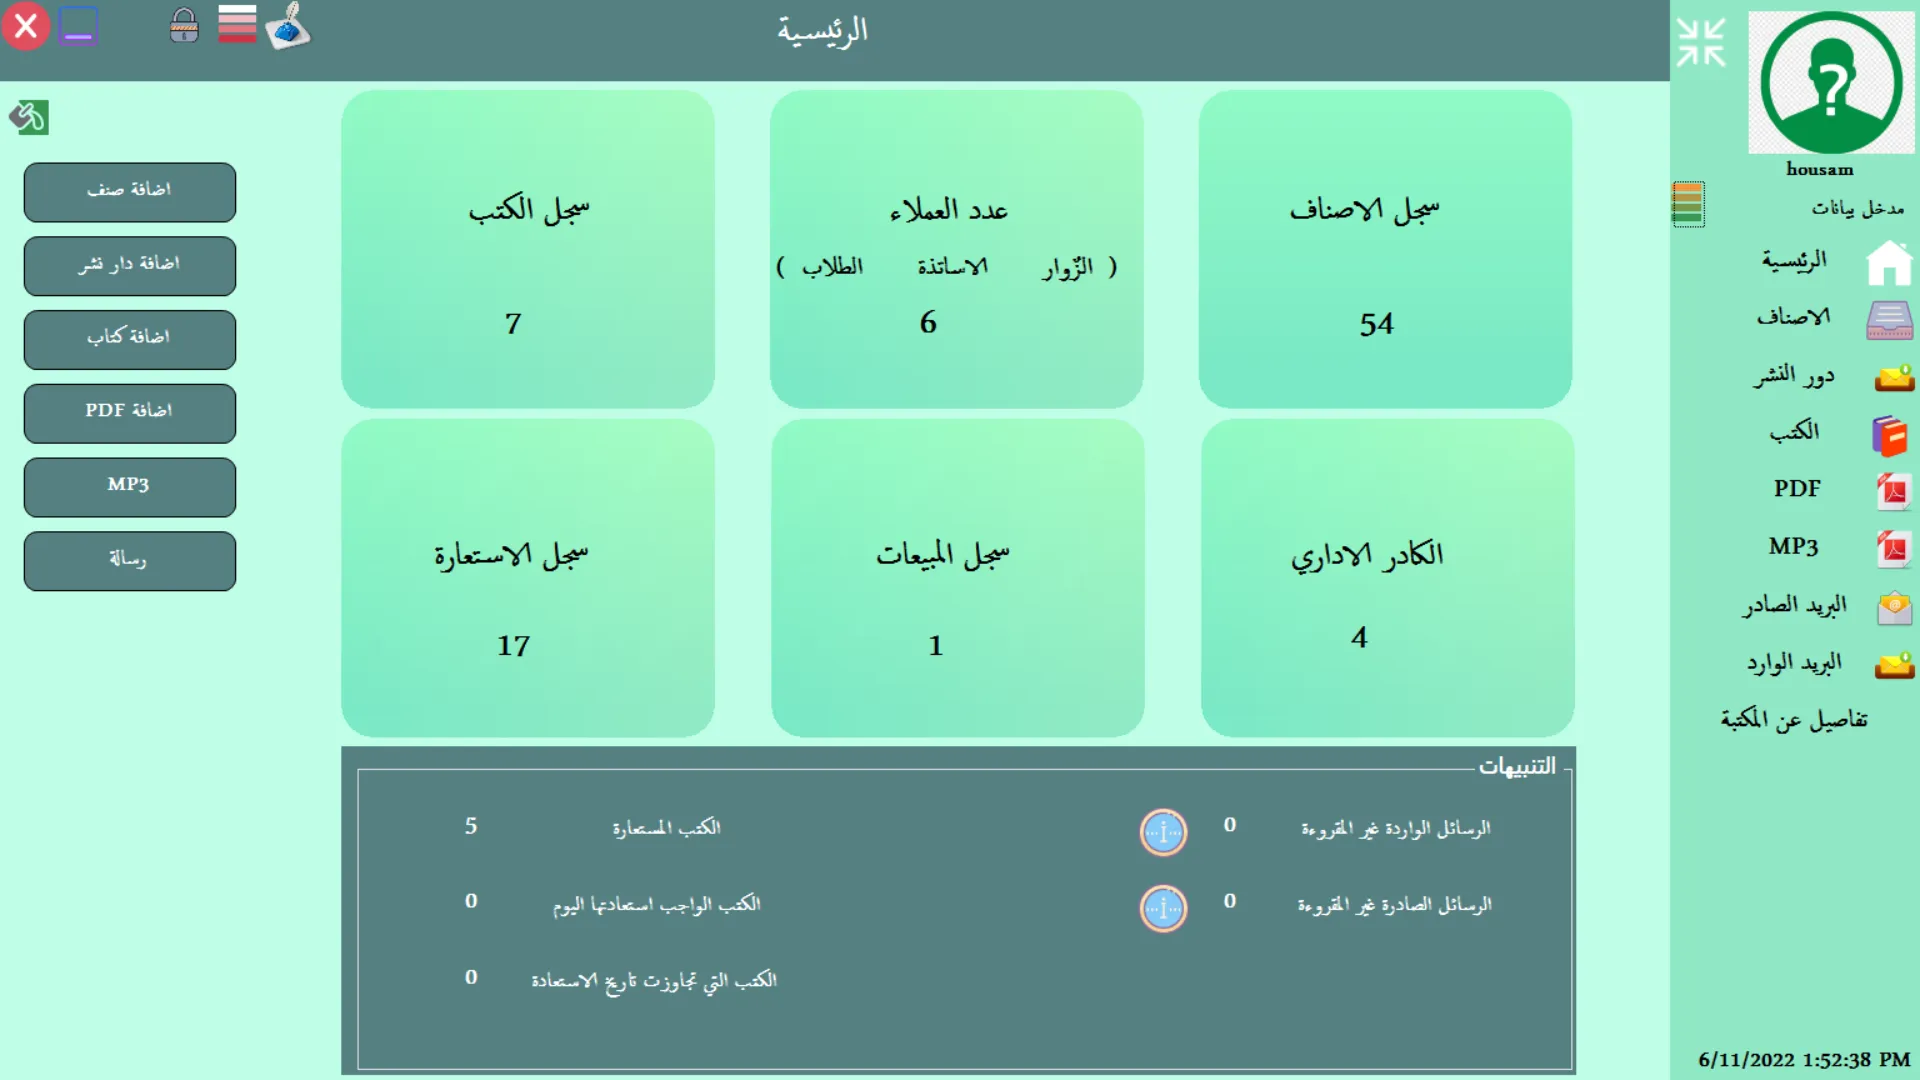 الرئيسية
housam
مدخل بيانات
الرئيسية
الاصناف
دور النشر
الكتب
PDF
MP3
البريد الصادر
البريد الوارد
تفاصيل عن المكتبة
6/11/2022 1:52:38 PM
سجل الاصناف
54
عدد العملاء
( الزّوار الاساتذة الطلاب )
6
سجل الكتب
7
الكادر الاداري
4
سجل المبيعات
1
سجل الاستعارة
17
اضافة صنف
اضافة دار نشر
اضافة كتاب
اضافة PDF
MP3
رسالة
التنبيهات
الرسائل الواردة غير المقروءة 0
الكتب المستعارة 5
الرسائل الصادرة غير المقروءة 0
الكتب الواجب استعادتها اليوم 0
الكتب التي تجاوزت تاريخ الاستعادة 0